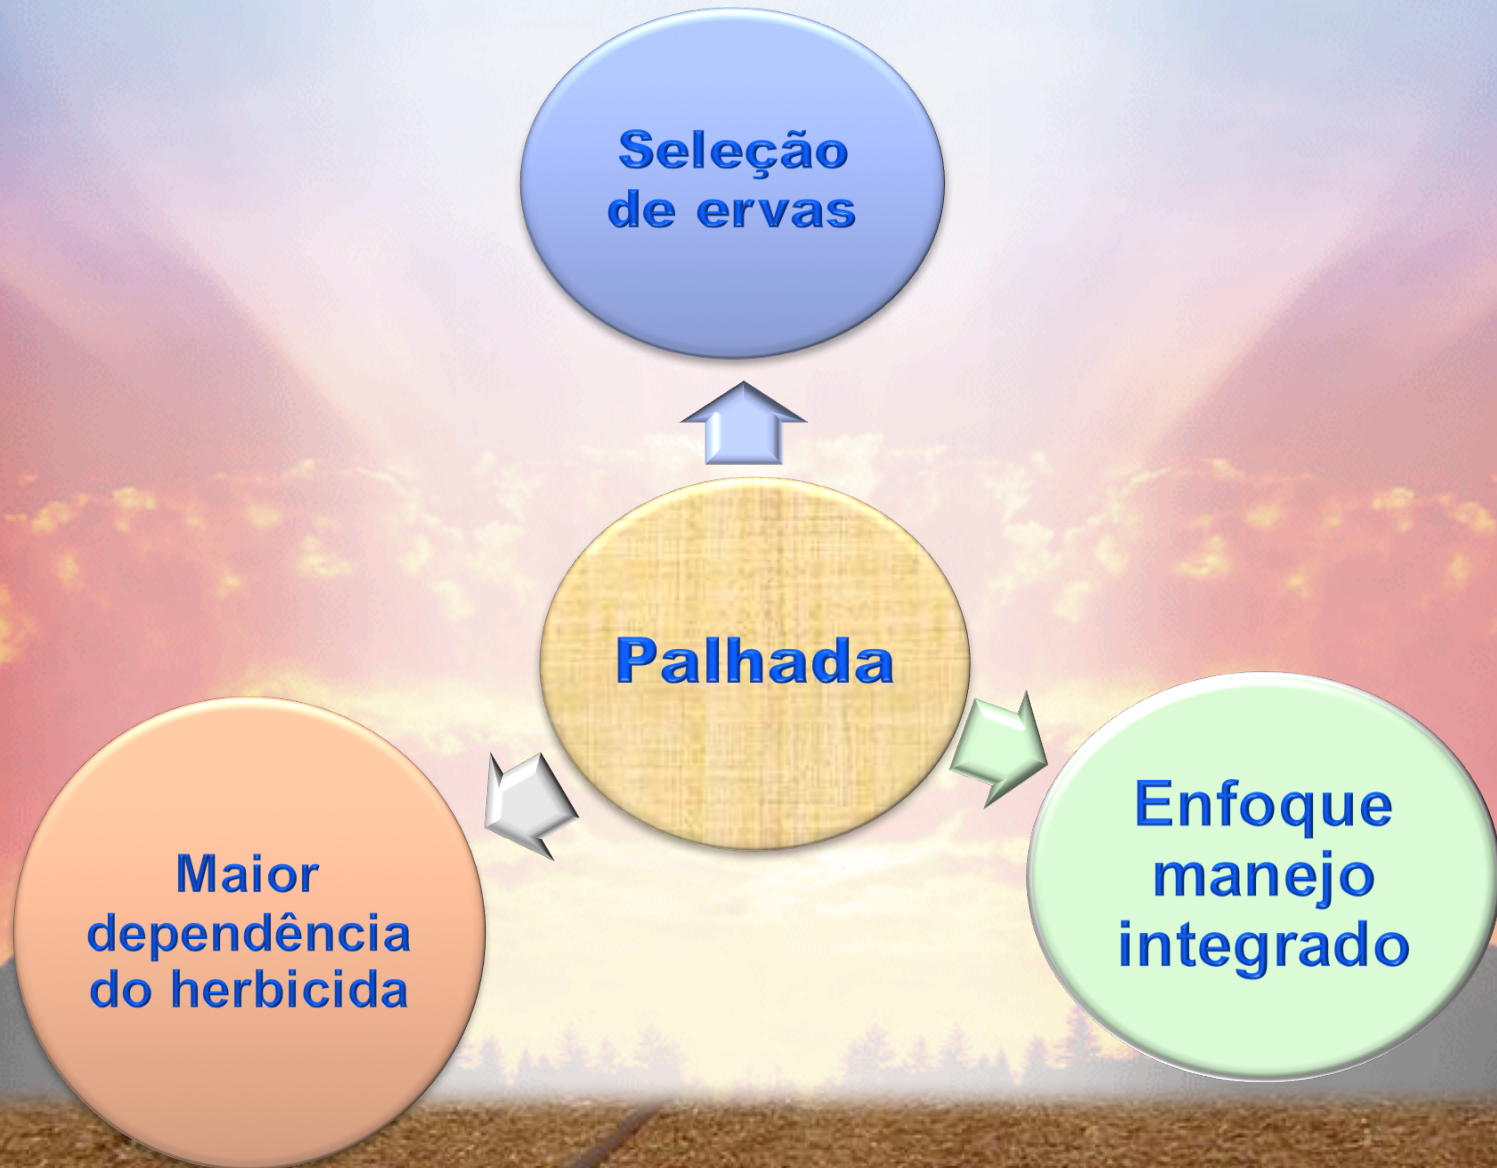 Seleção
de ervas
Palhada
Maior
dependência
do herbicida
Enfoque
manejo
integrado